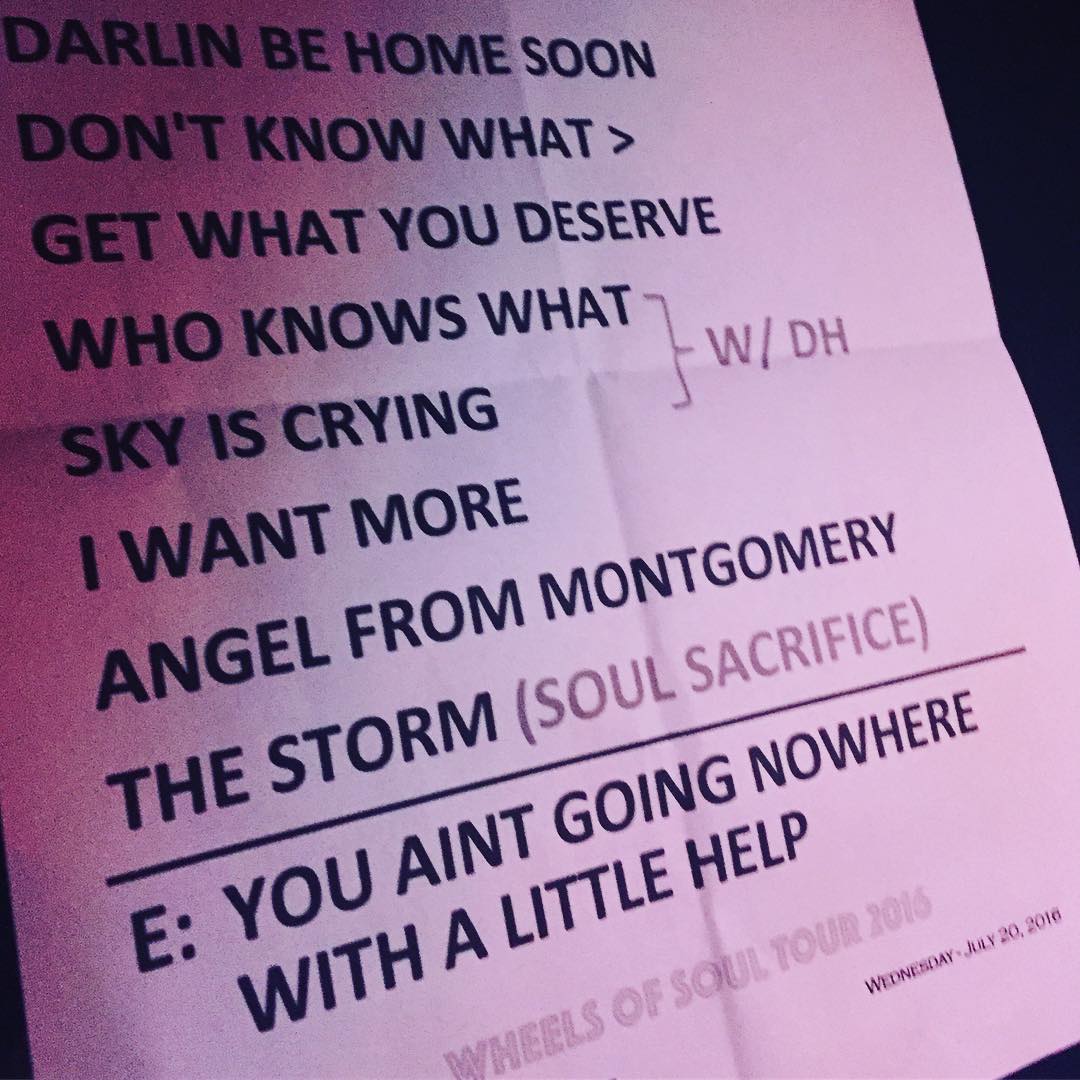 DARLIN BE HOME SOON
DON'T KNOW WHAT >
GET WHAT YOU DESERVE
WHO KNOWS WHAT
W/ DH
SKY IS CRYING
I WANT MORE
ANGEL FROM MONTGOMERY
THE STORM (SOUL SACRIFICE)
E: YOU AINT GOING NOWHERE
WITH A LITTLE HELP
WHEELS OF SOUL TOUR 2016
WEDNESDAY - JULY 20, 2016